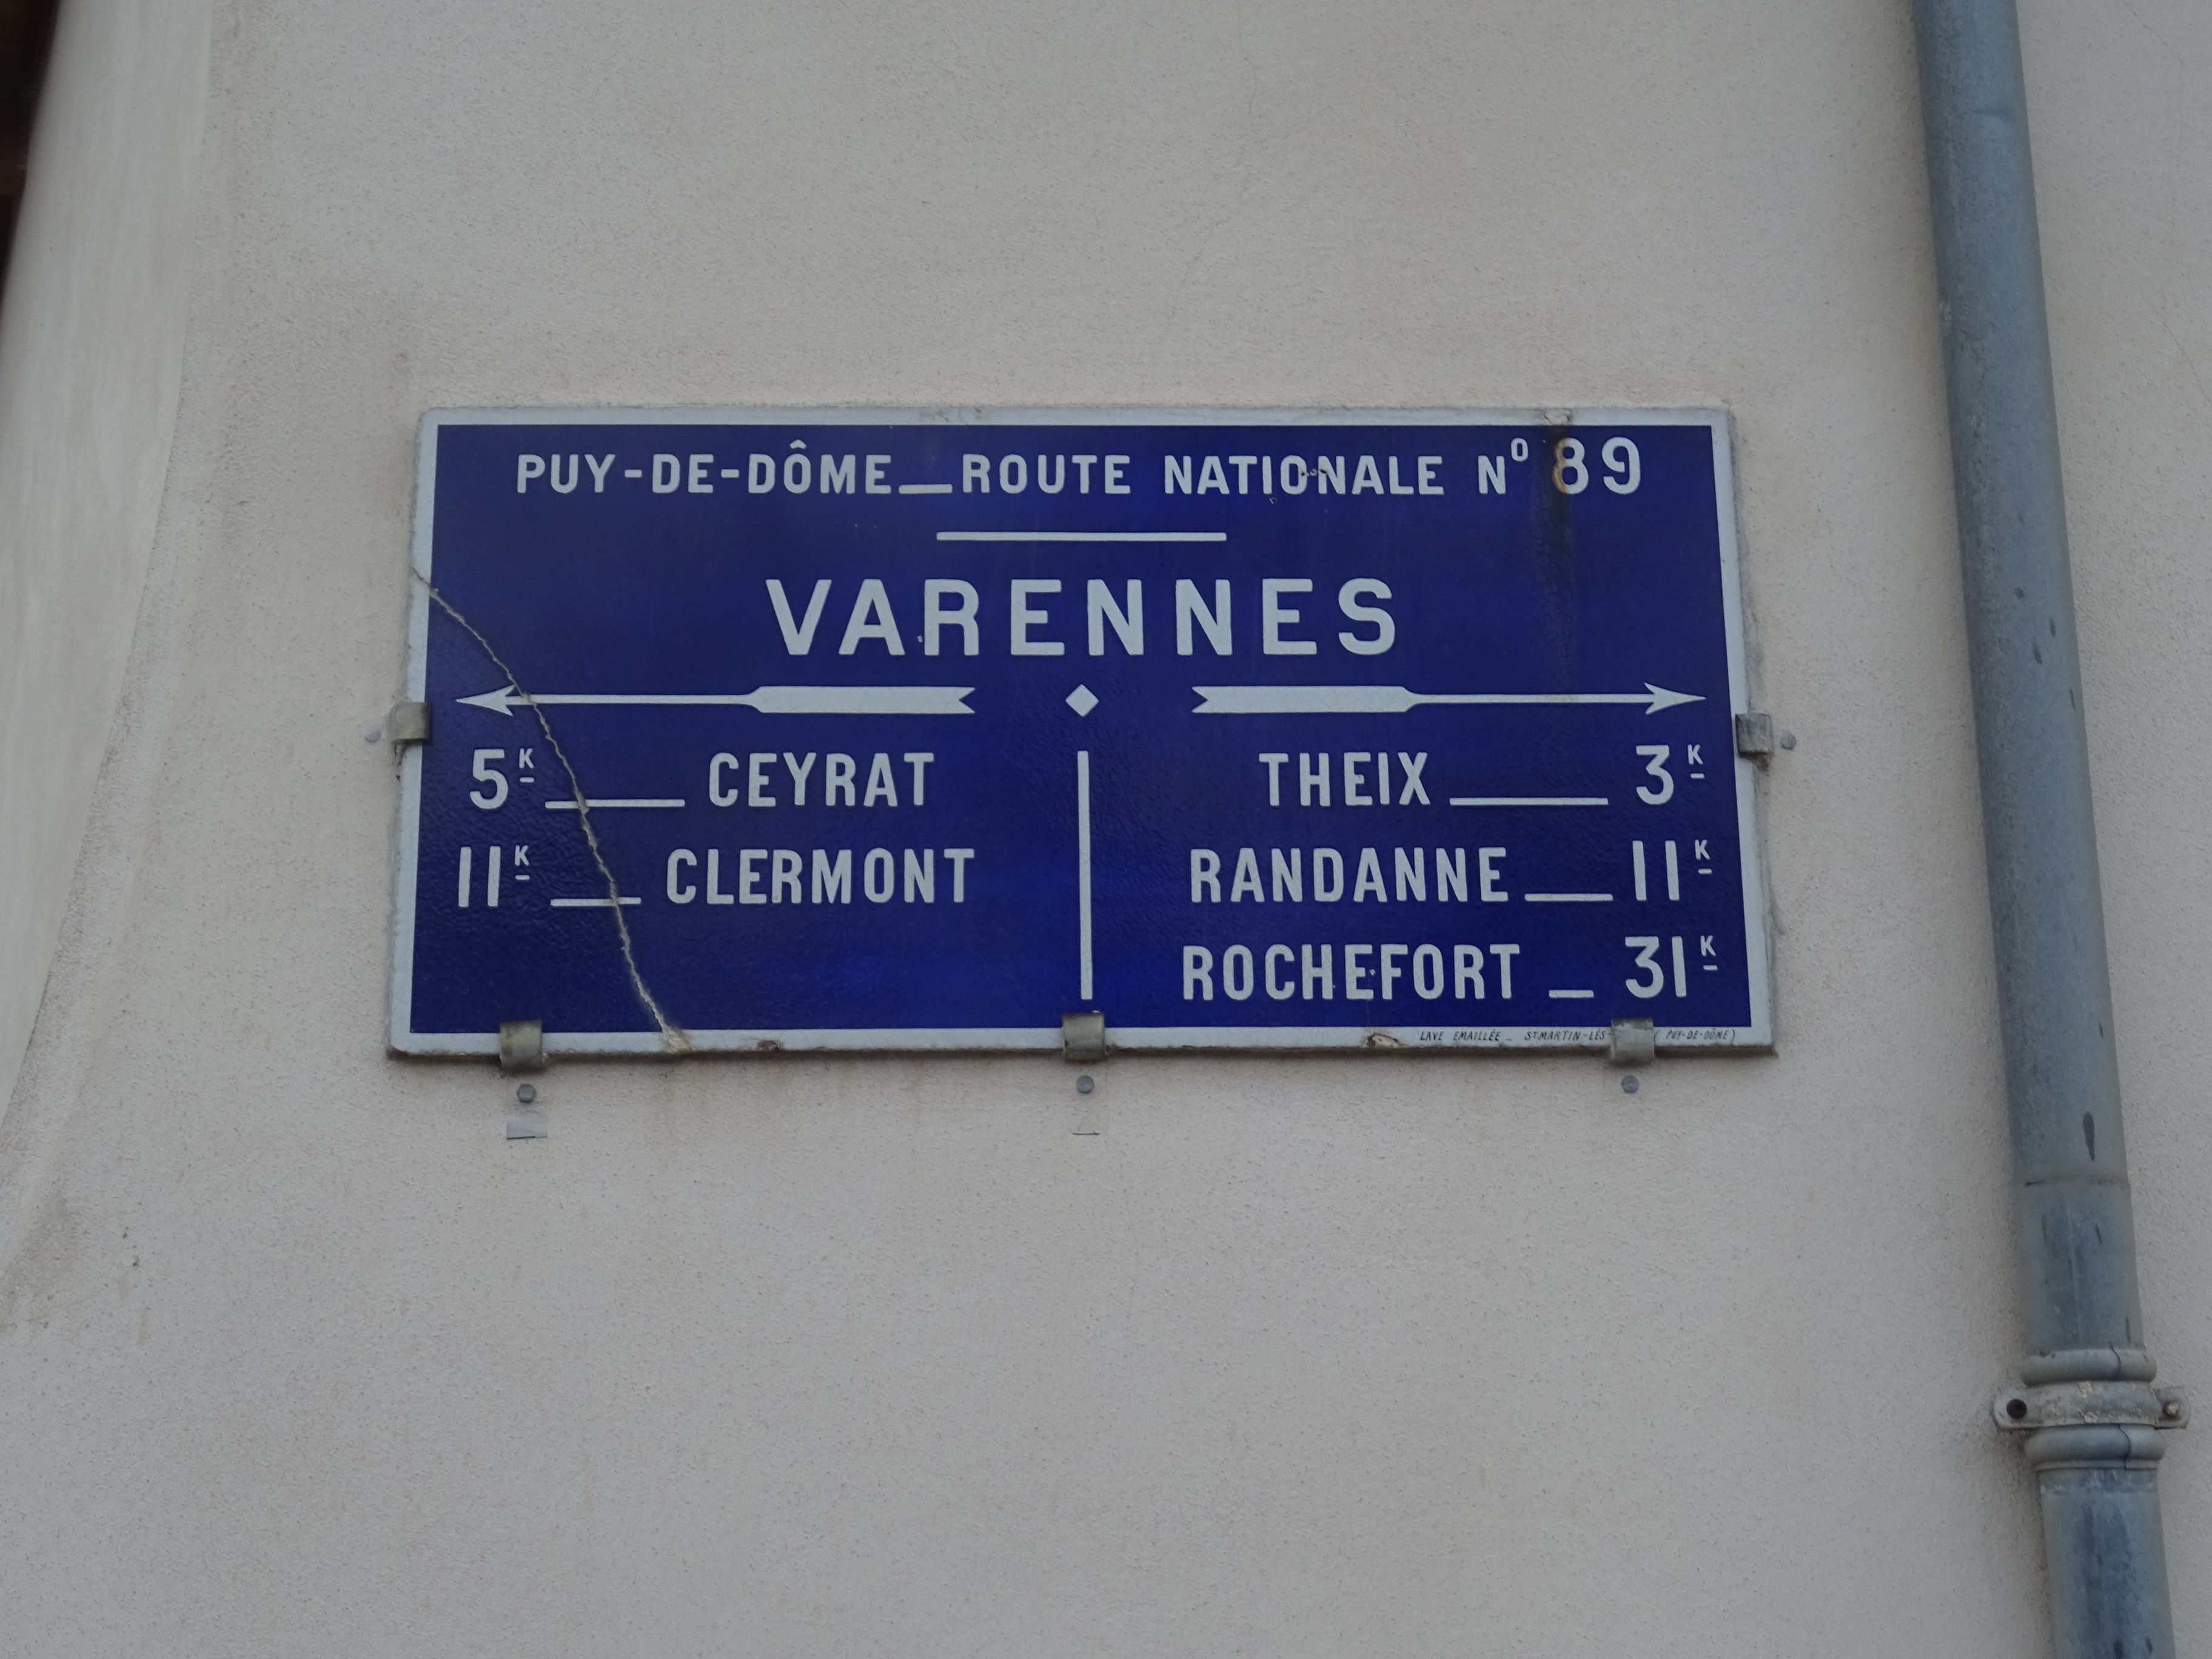 PUY-DE-DÔME_ROUTE NATIONALE Nº 89
VARENNES
5ᴷ ___ CEYRAT
11ᴷ __ CLERMONT
THEIX ___ 3ᴷ
RANDANNE __ 11ᴷ
ROCHEFORT _ 31ᴷ
LAVE EMAILLÉE _ ST MARTIN-LÈS- (PUY-DE-DÔME)